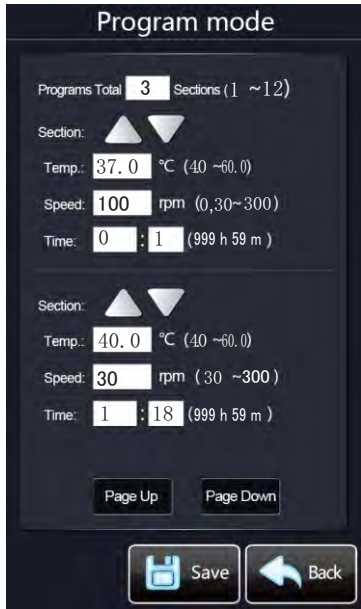 Program mode
Programs Total 3 Sections (1 ~12)
Section:
Temp.: 37.0 ℃ (40 ~60.0)
Speed: 100 rpm (0,30~300)
Time: 0 : 1 (999 h 59 m )
Section:
Temp.: 40.0 ℃ (40 ~60.0)
Speed: 30 rpm ( 30 ~300 )
Time: 1 : 18 (999 h 59 m )
Page Up Page Down
Save Back